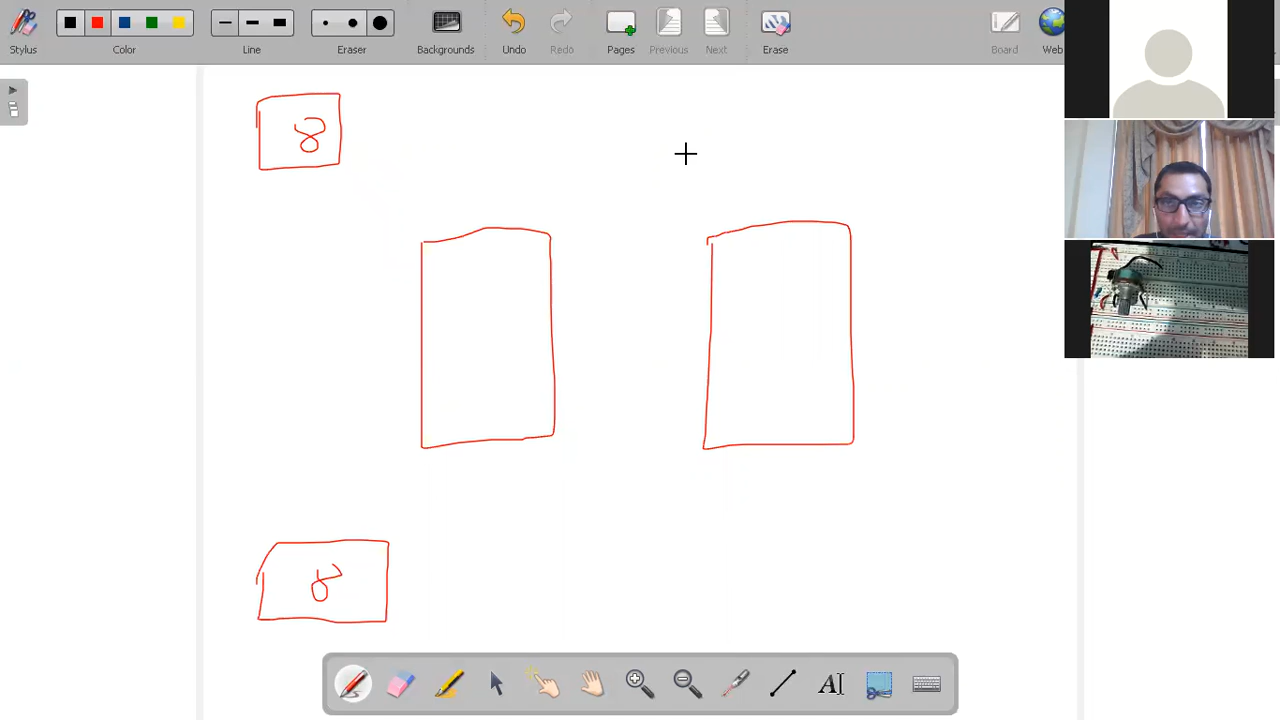 Stylus
Color
Line
Eraser
Backgrounds
Undo
Redo
Pages
Previous
Next
Erase
Board
Web
8
8